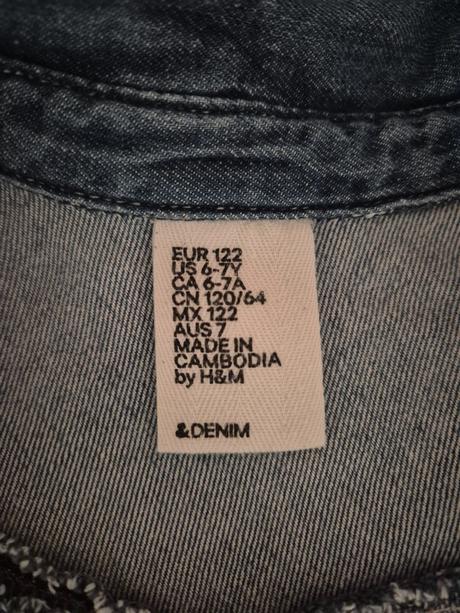 EUR 122
US 6-7Y
CA 6-7A
CN 120/64
MX 122
AUS 7
MADE IN
CAMBODIA
by H&M
&DENIM